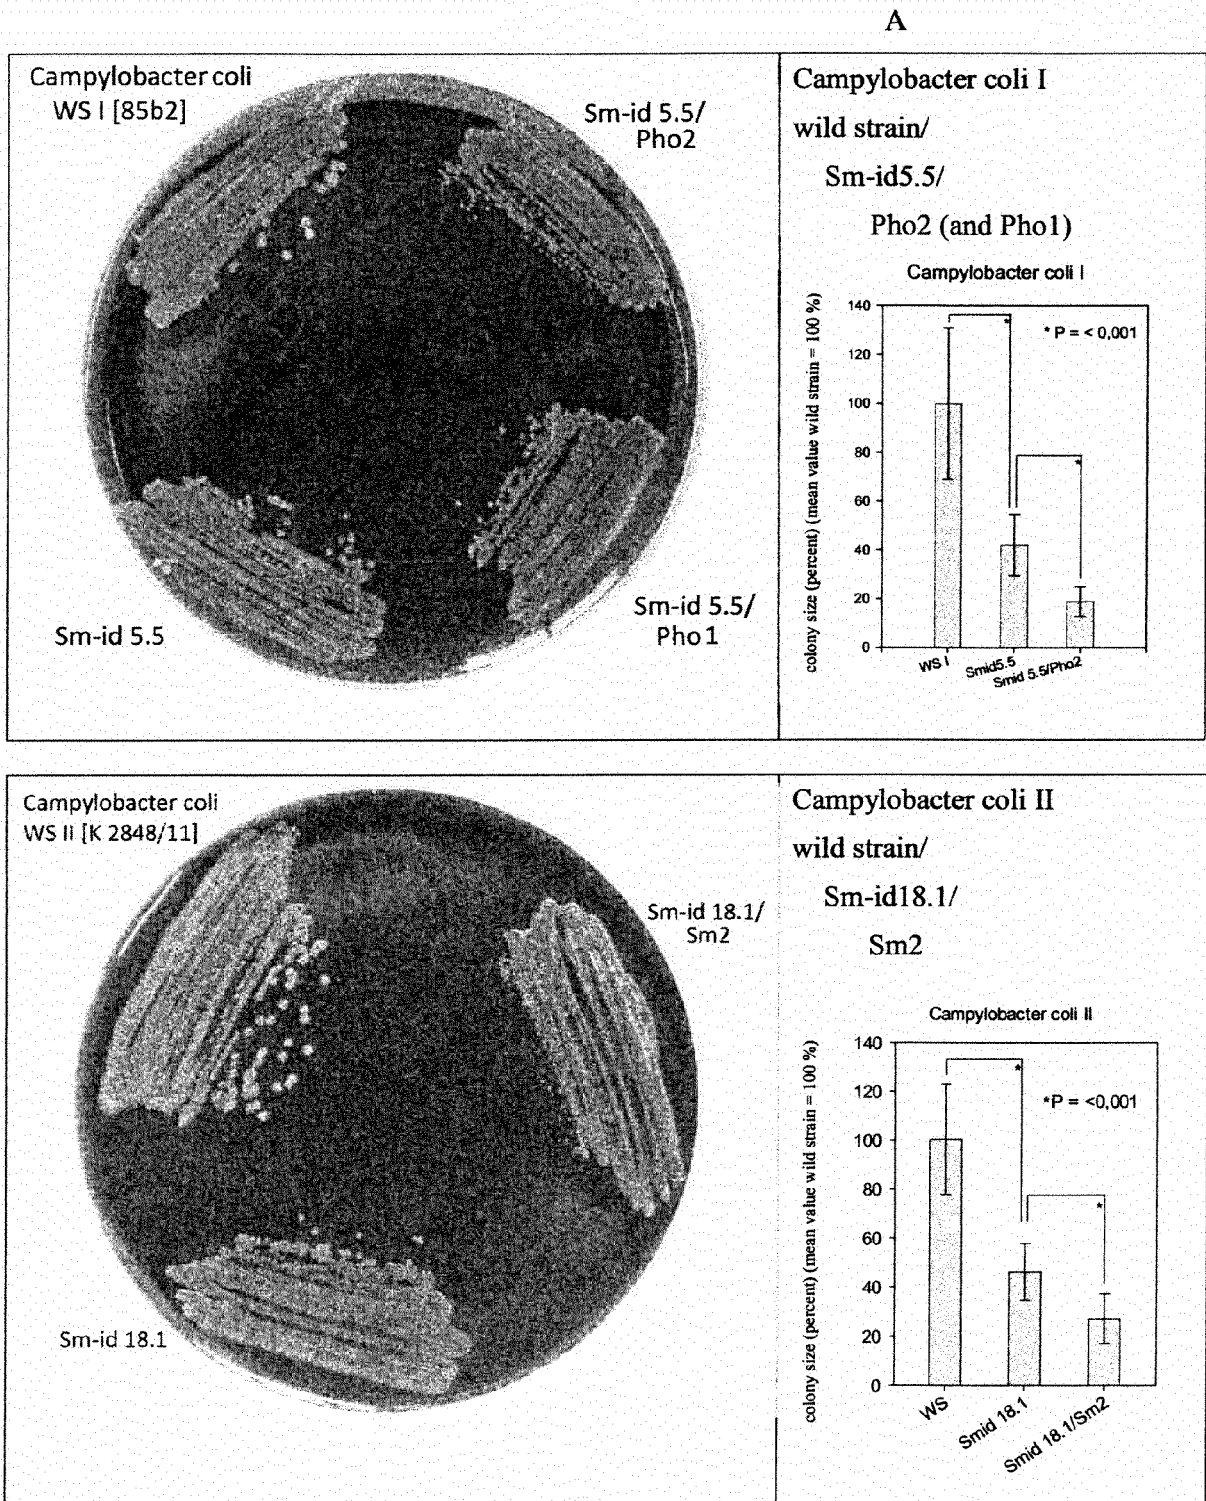 A
Campylobacter coli
WS I [85b2]
Sm-id 5.5/
Pho2
Sm-id 5.5
Sm-id 5.5/
Pho 1
Campylobacter coli I
wild strain/
Sm-id5.5/
Pho2 (and Pho1)
Campylobacter coli I
colony size (percent) (mean value wild strain = 100 %)
140
120
100
80
60
40
20
0
*
* P = < 0,001
*
WS I
Smid5.5
Smid 5.5/Pho2
Campylobacter coli
WS II [K 2848/11]
Sm-id 18.1/
Sm2
Sm-id 18.1
Campylobacter coli II
wild strain/
Sm-id18.1/
Sm2
Campylobacter coli II
colony size (percent) (mean value wild strain = 100 %)
140
120
100
80
60
40
20
0
*
*P = <0,001
*
WS
Smid 18.1
Smid 18.1/Sm2